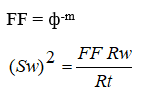 FF = ф⁻ᵐ
(Sw)² = FF Rw / Rt